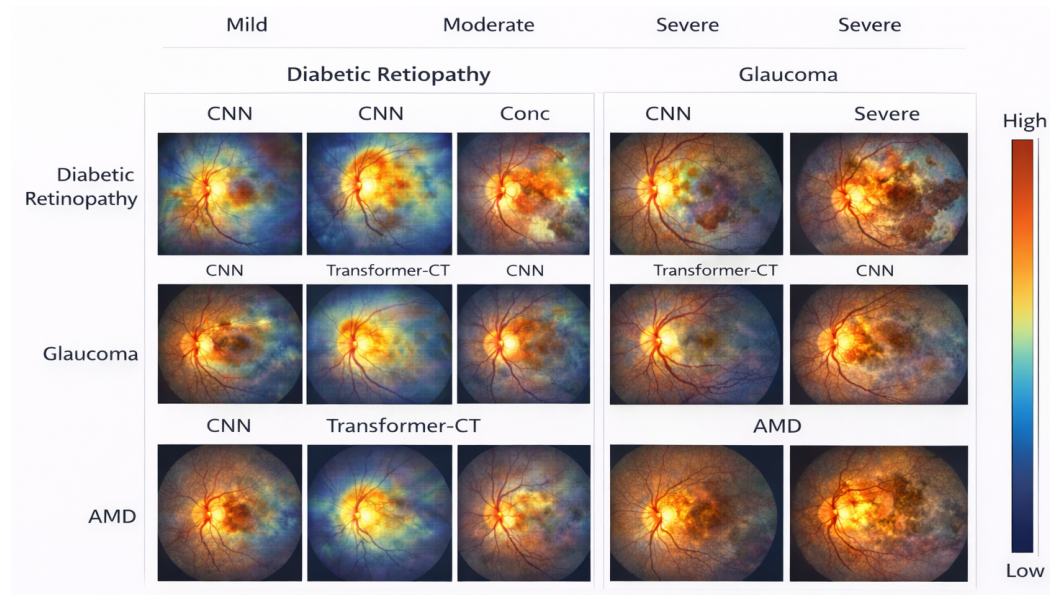 Mild Moderate Severe Severe
Diabetic Retiopathy Glaucoma
CNN CNN Conc CNN Severe
High
Diabetic
Retinopathy
CNN Transformer-CT CNN Transformer-CT CNN
Glaucoma
CNN Transformer-CT AMD
AMD
Low